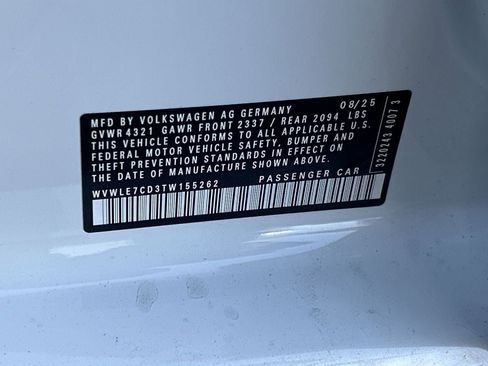 MFD BY VOLKSWAGEN AG GERMANY 08/25
GVWR 4321 GAWR FRONT 2337 / REAR 2094 LBS
THIS VEHICLE CONFORMS TO ALL APPLICABLE U.S.
FEDERAL MOTOR VEHICLE SAFETY, BUMPER AND
THEFT PREVENTION STANDARDS IN EFFECT ON
THE DATE OF MANUFACTURE SHOWN ABOVE.
WVWLE7CD3TW155262 PASSENGER CAR
3220243 4007 3